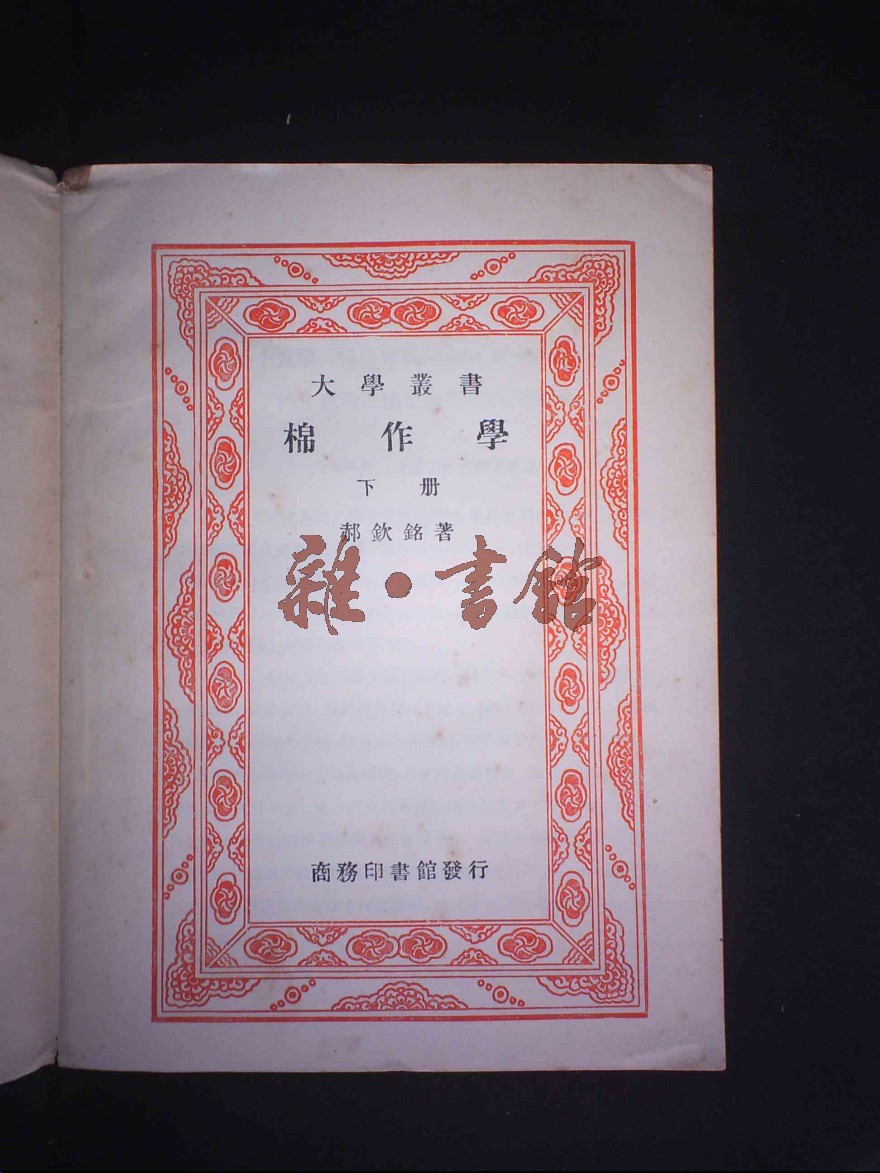 大學叢書
棉作學
下册
郝欽銘著
雜·書館
商務印書館發行